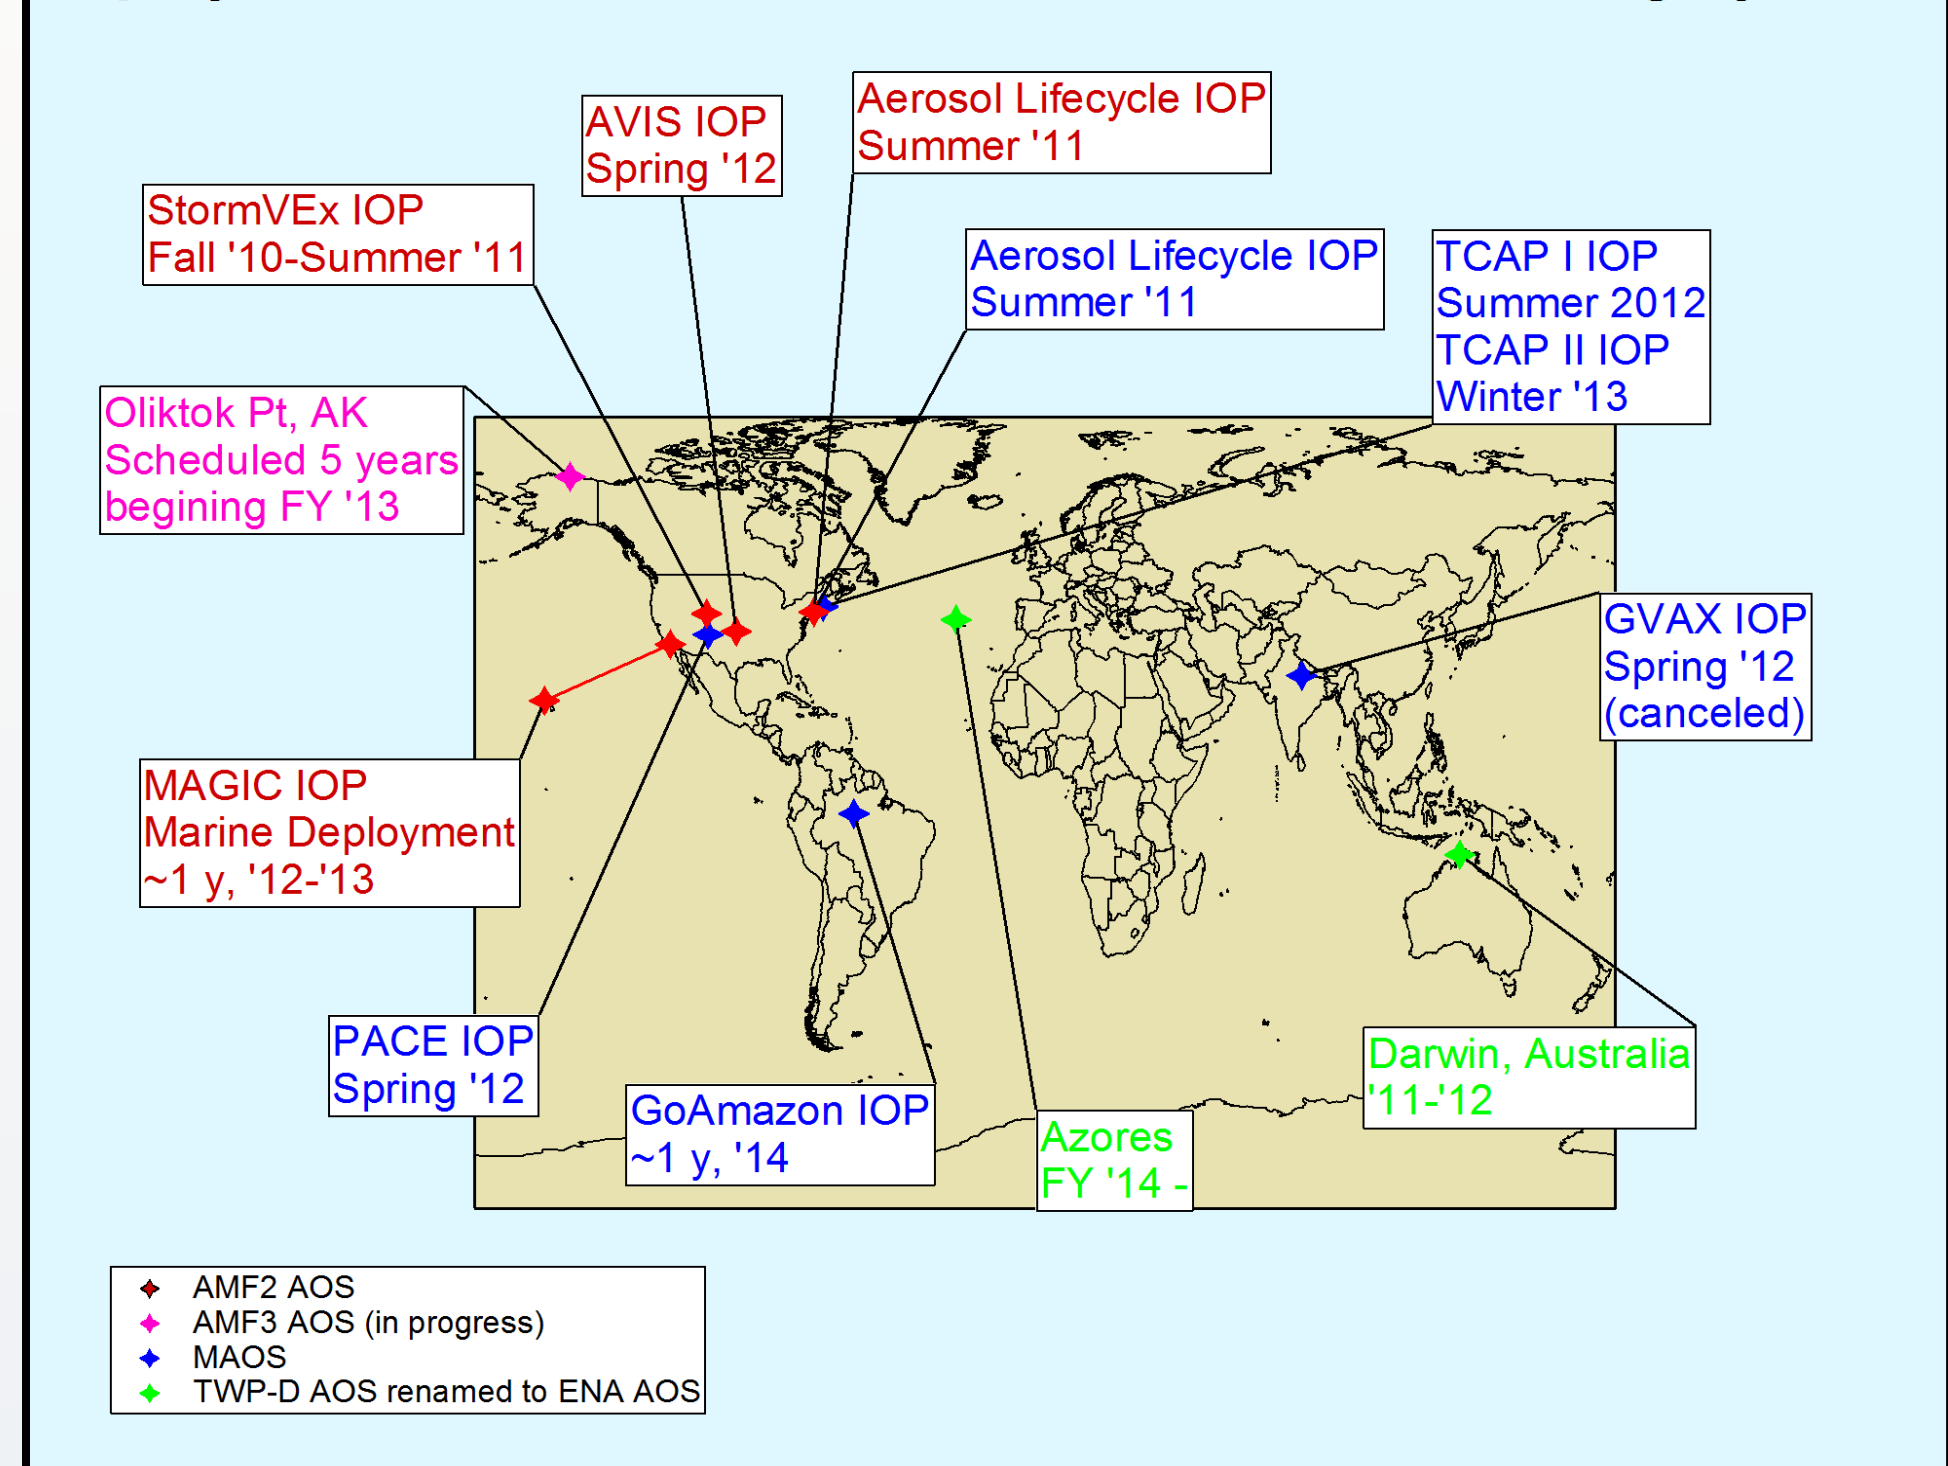 Aerosol Lifecycle IOP
Summer '11
AVIS IOP
Spring '12
StormVEx IOP
Fall '10-Summer '11
Aerosol Lifecycle IOP
Summer '11
TCAP I IOP
Summer 2012
TCAP II IOP
Winter '13
Oliktok Pt, AK
Scheduled 5 years
begining FY '13
GVAX IOP
Spring '12
(canceled)
MAGIC IOP
Marine Deployment
~1 y, '12-'13
PACE IOP
Spring '12
GoAmazon IOP
~1 y, '14
Azores
FY '14 -
Darwin, Australia
'11-'12
AMF2 AOS
AMF3 AOS (in progress)
MAOS
TWP-D AOS renamed to ENA AOS